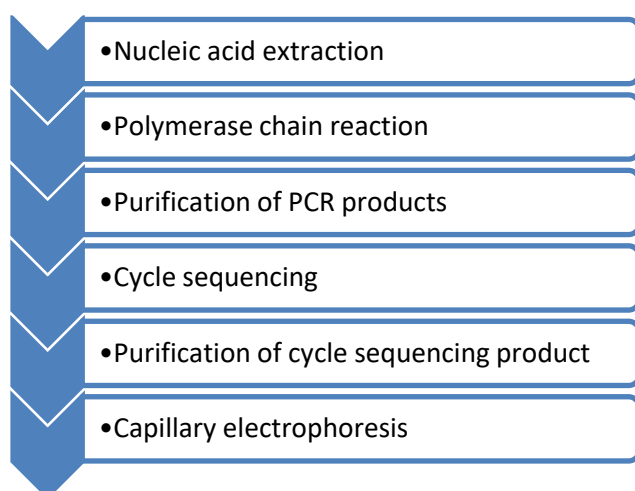 •Nucleic acid extraction
•Polymerase chain reaction
•Purification of PCR products
•Cycle sequencing
•Purification of cycle sequencing product
•Capillary electrophoresis